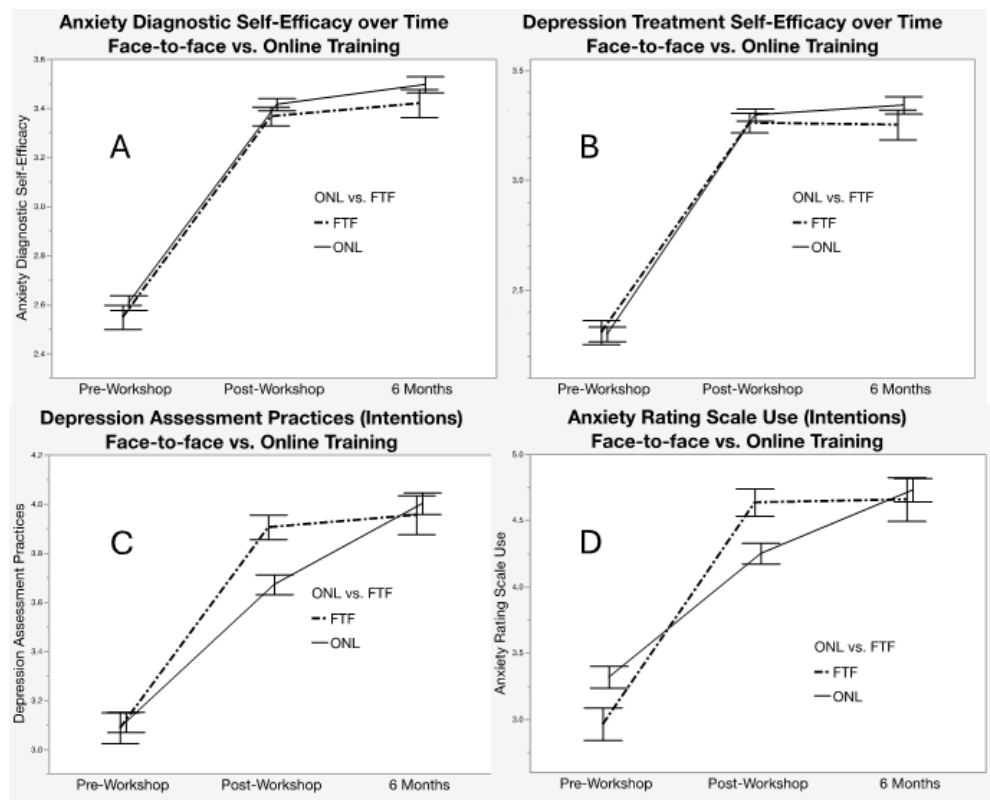 Anxiety Diagnostic Self-Efficacy over Time
Face-to-face vs. Online Training
Anxiety Diagnostic Self-Efficacy
3.6
3.4
3.2
3.0
2.8
2.6
2.4
A
ONL vs. FTF
FTF
ONL
Pre-Workshop
Post-Workshop
6 Months
Depression Treatment Self-Efficacy over Time
Face-to-face vs. Online Training
3.5
3.0
2.5
B
ONL vs. FTF
FTF
ONL
Pre-Workshop
Post-Workshop
6 Months
Depression Assessment Practices (Intentions)
Face-to-face vs. Online Training
Depression Assessment Practices
4.2
4.0
3.8
3.6
3.4
3.2
3.0
C
ONL vs. FTF
FTF
ONL
Pre-Workshop
Post-Workshop
6 Months
Anxiety Rating Scale Use (Intentions)
Face-to-face vs. Online Training
Anxiety Rating Scale Use
5.0
4.5
4.0
3.5
3.0
D
ONL vs. FTF
FTF
ONL
Pre-Workshop
Post-Workshop
6 Months